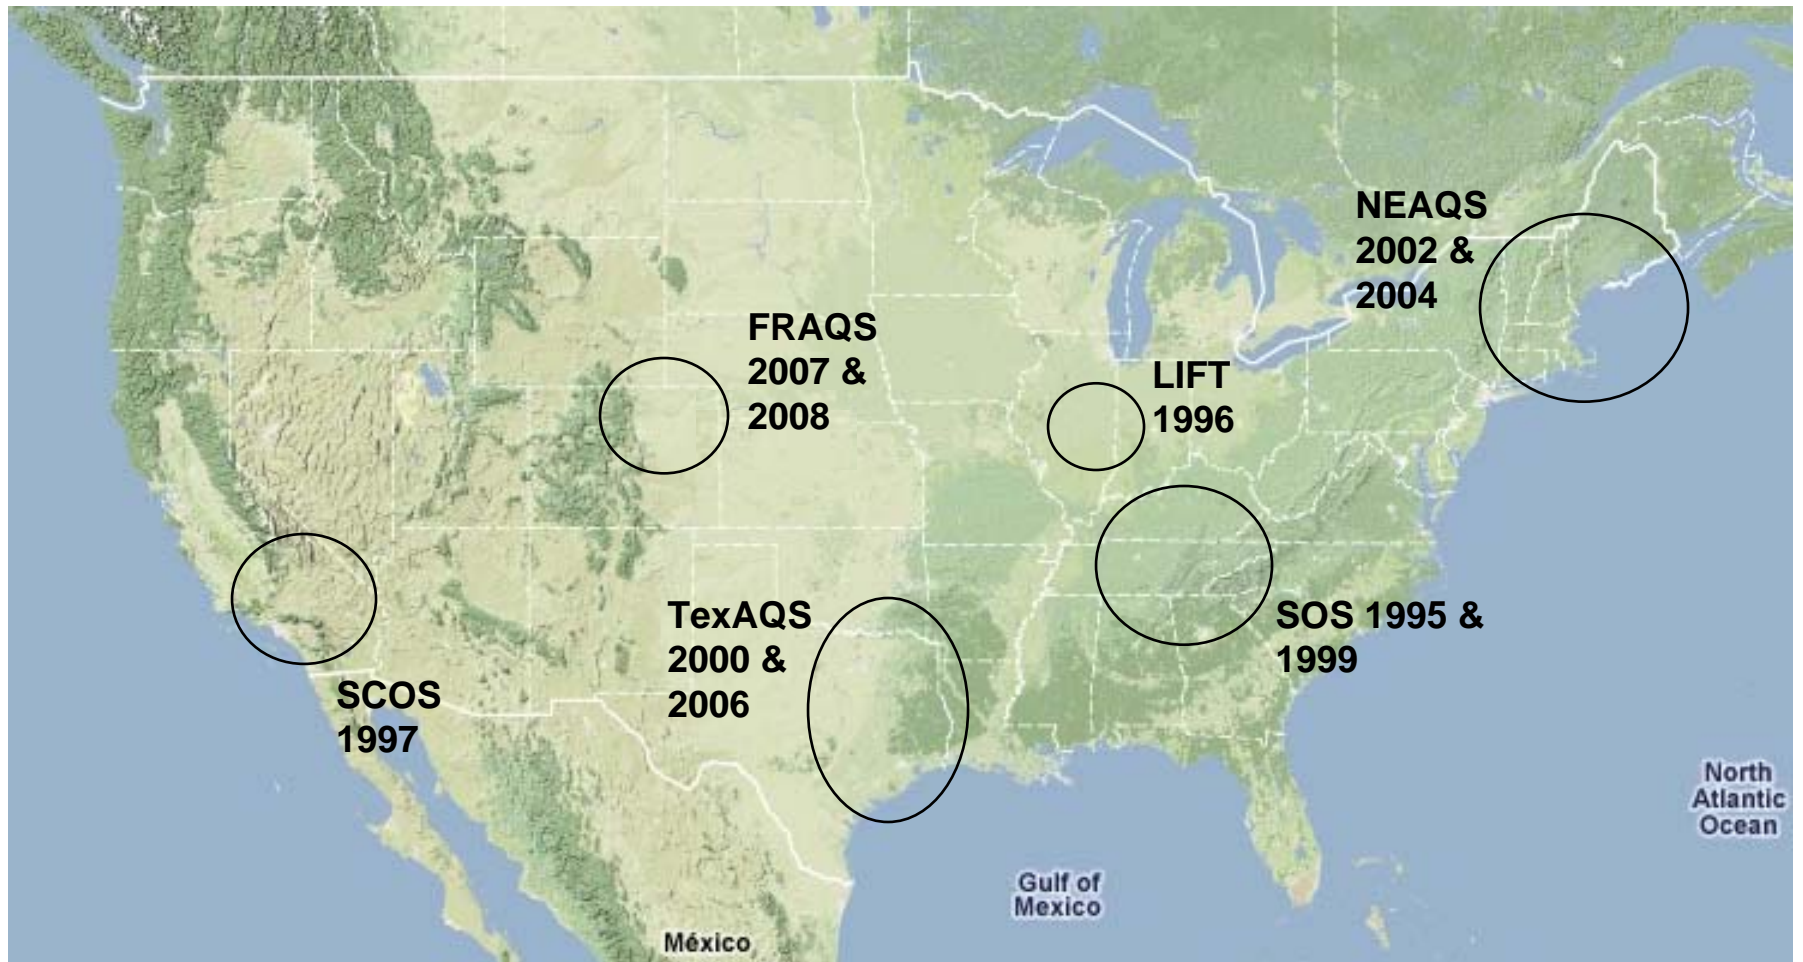 NEAQS
2002 &
2004
FRAQS
2007 &
2008
LIFT
1996
TexAQS
2000 &
2006
SOS 1995 &
1999
SCOS
1997
North
Atlantic
Ocean
Gulf of
Mexico
México